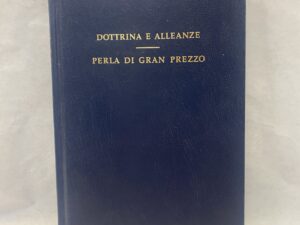 DOTTRINA E ALLEANZE
PERLA DI GRAN PREZZO